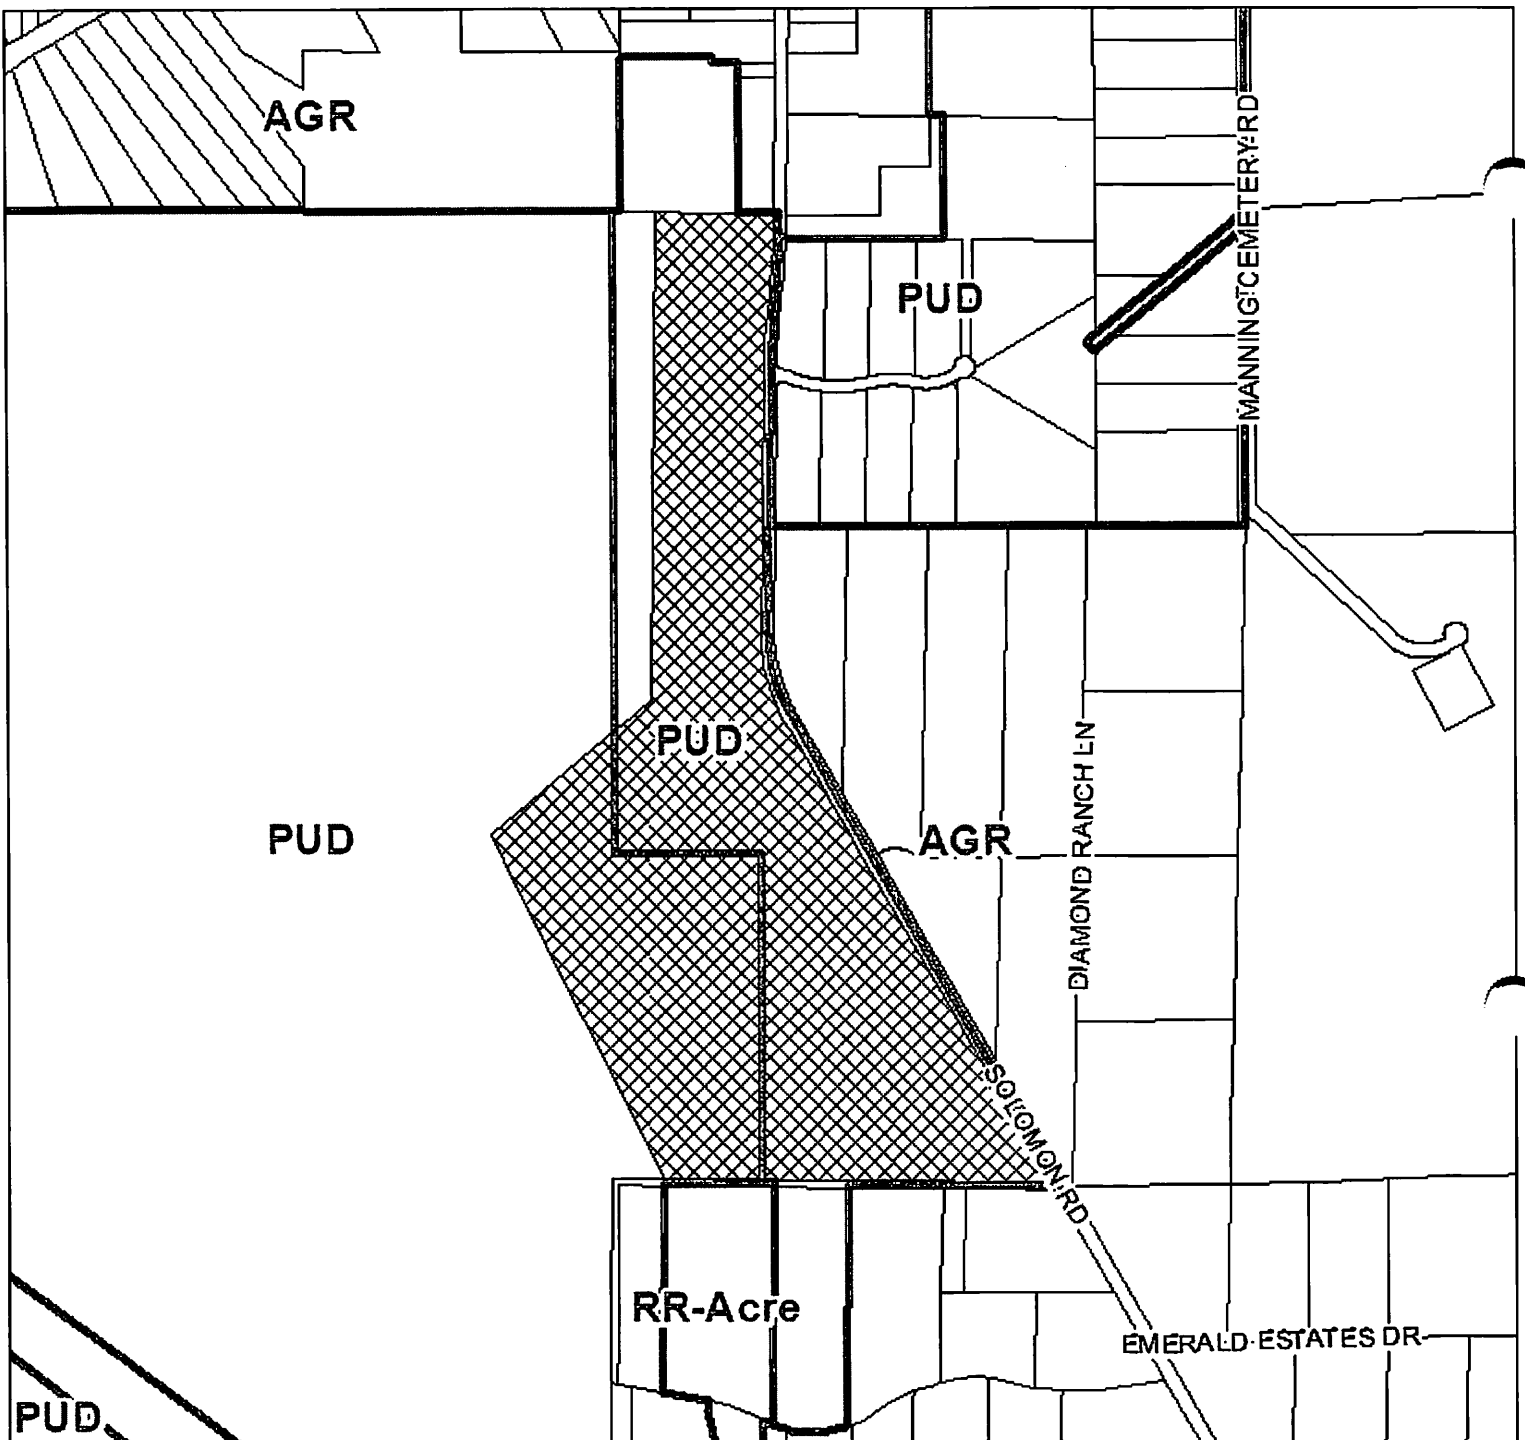 AGR
MANNING CEMETERY RD
PUD
PUD
PUD
AGR
DIAMOND RANCH LN
SOLOMON RD
RR-Acre
EMERALD ESTATES DR
PUD